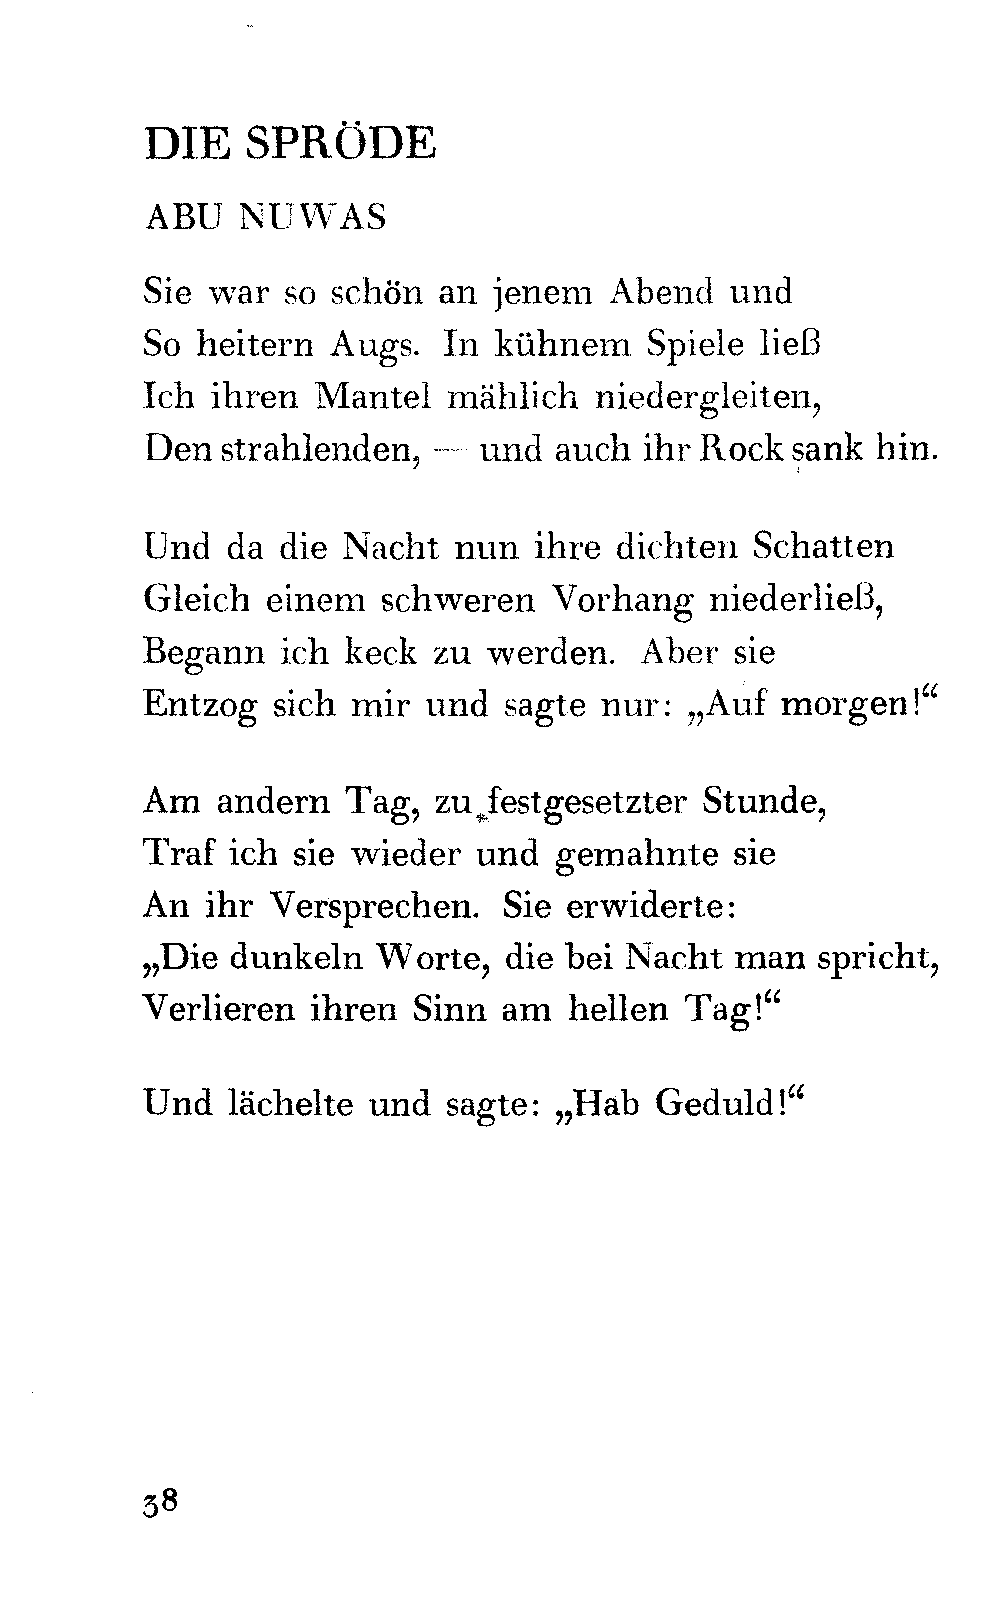 DIE SPRÖDE
ABU NUWAS
Sie war so schön an jenem Abend und
So heitern Augs. In kühnem Spiele ließ
Ich ihren Mantel mählich niedergleiten,
Den strahlenden, — und auch ihr Rock sank hin.
Und da die Nacht nun ihre dichten Schatten
Gleich einem schweren Vorhang niederließ,
Begann ich keck zu werden. Aber sie
Entzog sich mir und sagte nur: „Auf morgen!“
Am andern Tag, zu festgesetzter Stunde,
Traf ich sie wieder und gemahnte sie
An ihr Versprechen. Sie erwiderte:
„Die dunkeln Worte, die bei Nacht man spricht,
Verlieren ihren Sinn am hellen Tag!“
Und lächelte und sagte: „Hab Geduld!“
38